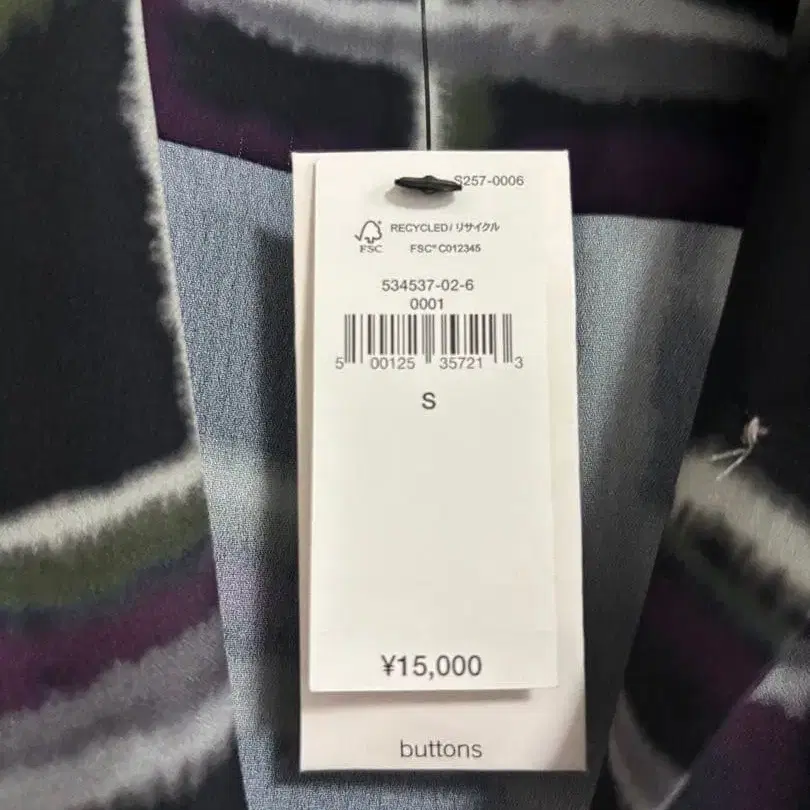 S257-0006
RECYCLED/リサイクル
FSC
FSC® C012345
534537-02-6
0001
5 00125 35721 3
S
¥15,000
buttons